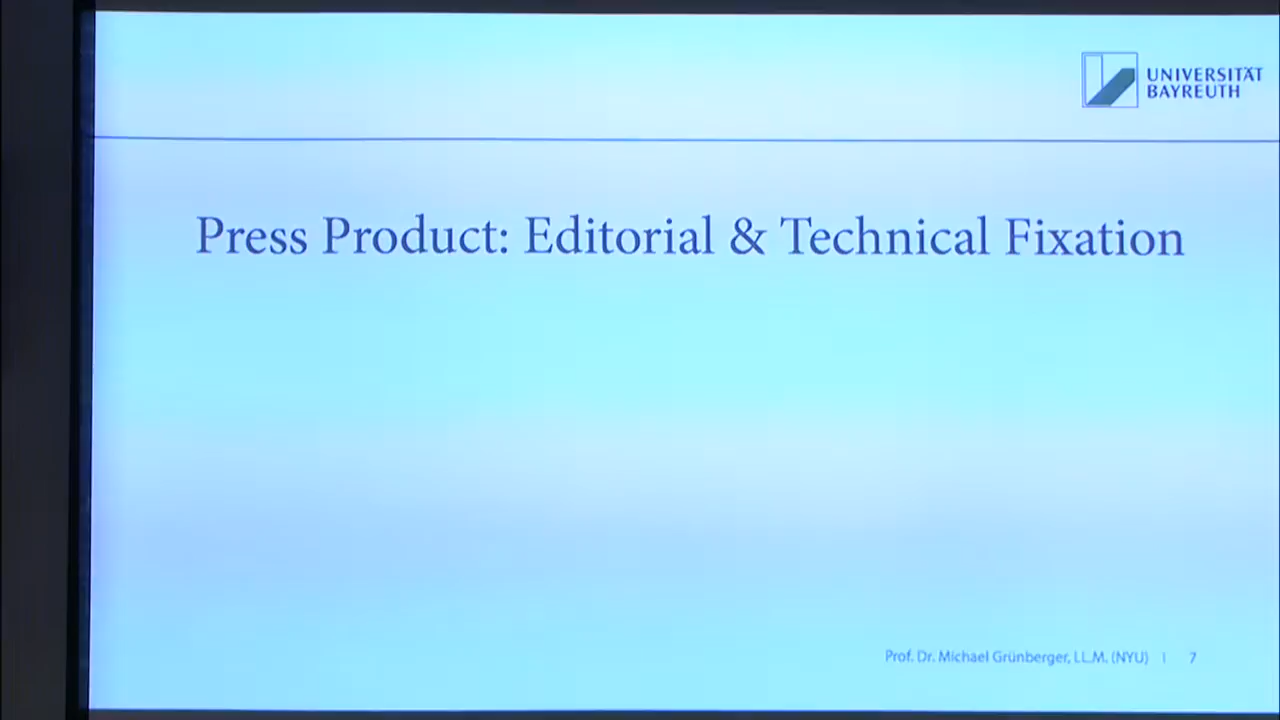 UNIVERSITÄT
BAYREUTH
Press Product: Editorial & Technical Fixation
Prof. Dr. Michael Grünberger, LL.M. (NYU) | 7